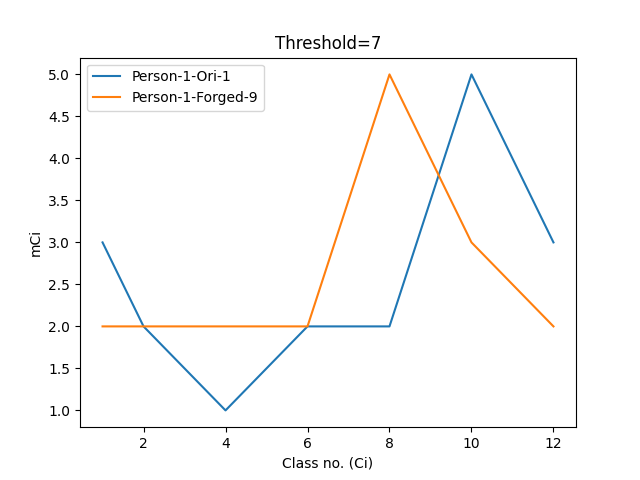 Threshold=7
Person-1-Ori-1
Person-1-Forged-9
mCi
5.0
4.5
4.0
3.5
3.0
2.5
2.0
1.5
1.0
2 4 6 8 10 12
Class no. (Ci)